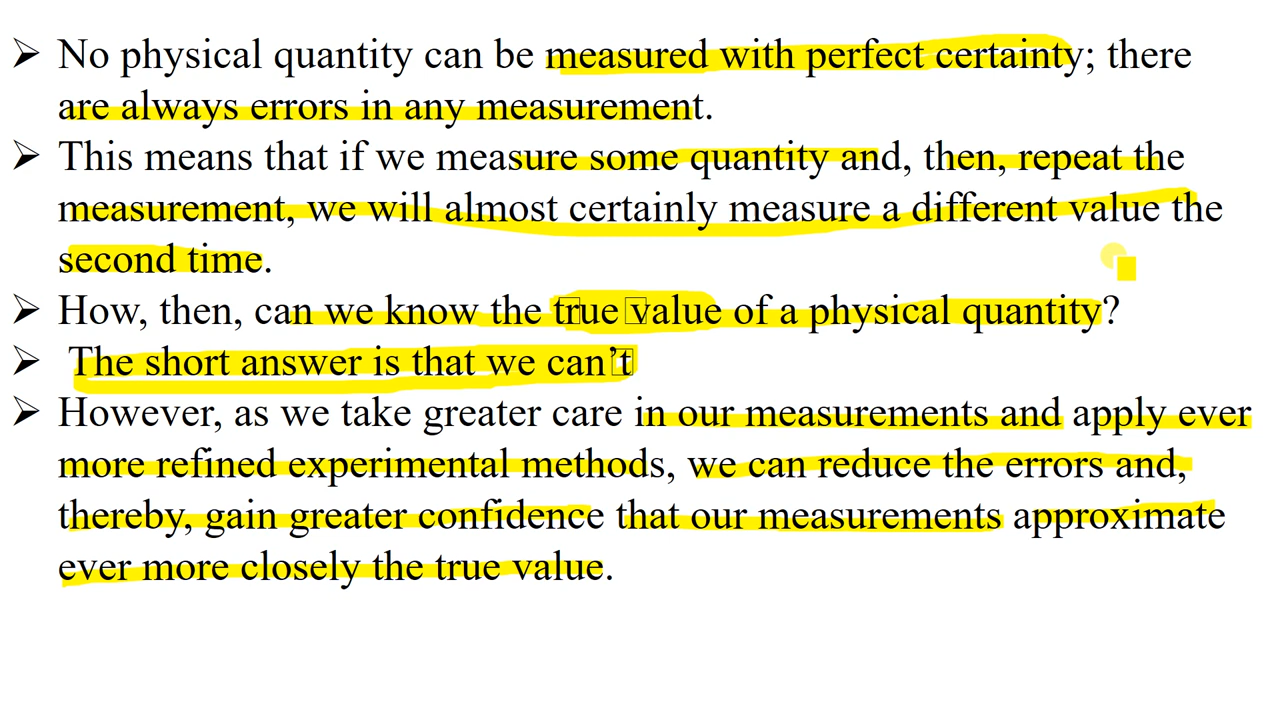 ➢ No physical quantity can be measured with perfect certainty; there
are always errors in any measurement.
➢ This means that if we measure some quantity and, then, repeat the
measurement, we will almost certainly measure a different value the
second time.
➢ How, then, can we know the true value of a physical quantity?
➢ The short answer is that we can’t
➢ However, as we take greater care in our measurements and apply ever
more refined experimental methods, we can reduce the errors and,
thereby, gain greater confidence that our measurements approximate
ever more closely the true value.